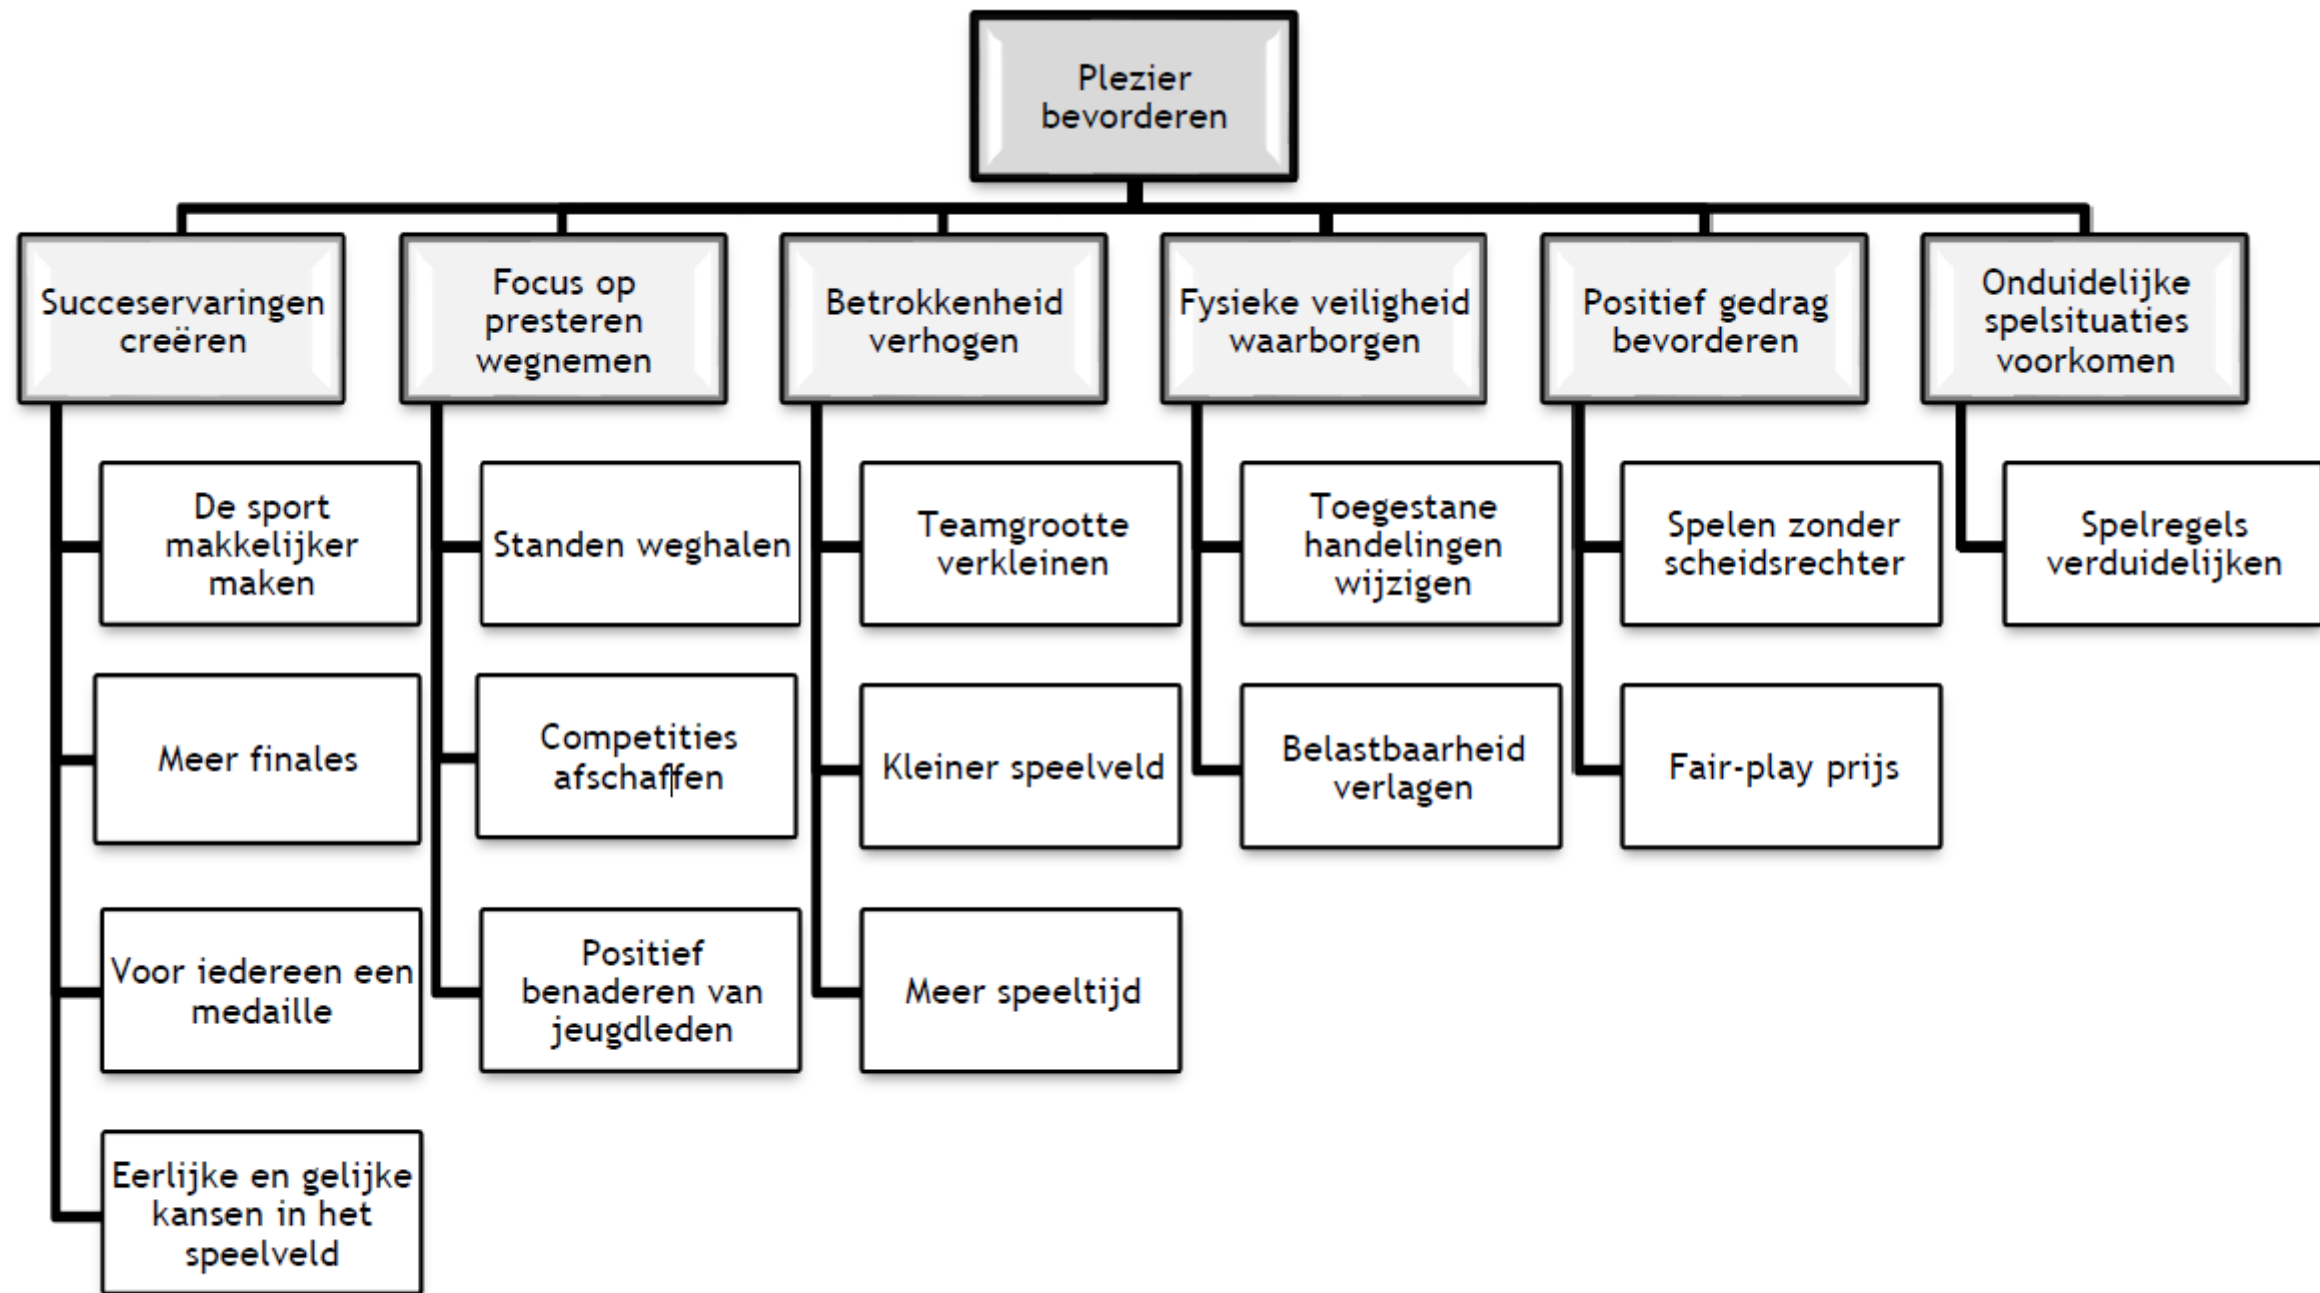 Plezier
bevorderen
Succeservaringen
creëren
Focus op
presteren
wegnemen
Betrokkenheid
verhogen
Fysieke veiligheid
waarborgen
Positief gedrag
bevorderen
Onduidelijke
spelsituaties
voorkomen
De sport
makkelijker
maken
Standen weghalen
Teamgrootte
verkleinen
Toegestane
handelingen
wijzigen
Spelen zonder
scheidsrechter
Spelregels
verduidelijken
Meer finales
Competities
afschaffen
Kleiner speelveld
Belastbaarheid
verlagen
Fair-play prijs
Voor iedereen een
medaille
Positief
benaderen van
jeugdleden
Meer speeltijd
Eerlijke en gelijke
kansen in het
speelveld